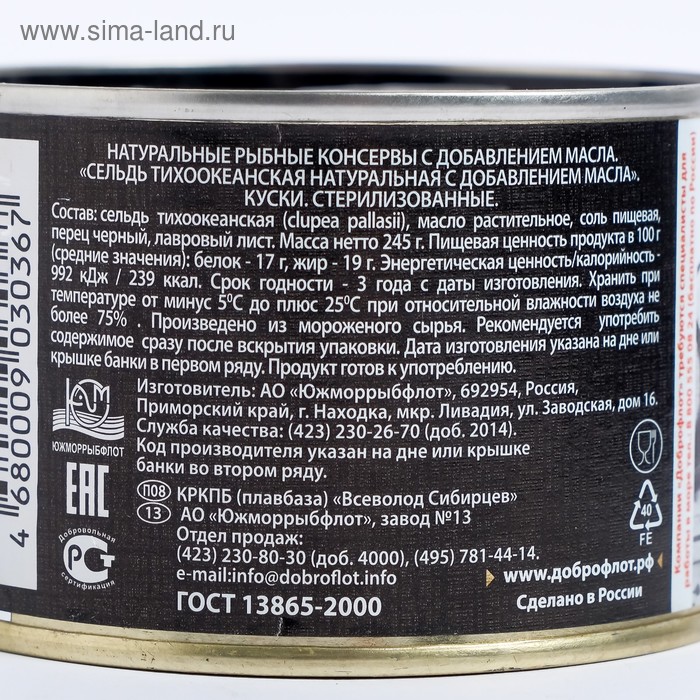 www.sima-land.ru
НАТУРАЛЬНЫЕ РЫБНЫЕ КОНСЕРВЫ С ДОБАВЛЕНИЕМ МАСЛА.
«СЕЛЬДЬ ТИХООКЕАНСКАЯ НАТУРАЛЬНАЯ С ДОБАВЛЕНИЕМ МАСЛА».
КУСКИ. СТЕРИЛИЗОВАННЫЕ.
Состав: сельдь тихоокеанская (clupea pallasii), масло растительное, соль пищевая,
перец черный, лавровый лист. Масса нетто 245 г. Пищевая ценность продукта в 100 г
(средние значения): белок - 17 г, жир - 19 г. Энергетическая ценность/калорийность -
992 кДж / 239 ккал. Срок годности - 3 года с даты изготовления. Хранить при
температуре от минус 5⁰С до плюс 25⁰С при относительной влажности воздуха не
более 75% . Произведено из мороженого сырья. Рекомендуется употребить
содержимое сразу после вскрытия упаковки. Дата изготовления указана на дне или
крышке банки в первом ряду. Продукт готов к употреблению.
Изготовитель: АО «Южморрыбфлот», 692954, Россия,
Приморский край, г. Находка, мкр. Ливадия, ул. Заводская, дом 16.
Служба качества: (423) 230-26-70 (доб. 2014).
Код производителя указан на дне или крышке
банки во втором ряду.
П08 КРКПБ (плавбаза) «Всеволод Сибирцев»
13 АО «Южморрыбфлот», завод №13
Отдел продаж:
(423) 230-80-30 (доб. 4000), (495) 781-44-14.
e-mail:info@dobroflot.info
ГОСТ 13865-2000
ЮЖМОРРЫБФЛОТ
EAC
Добровольная
РСТ
сертификация
4 680009 030367
40
FE
www.доброфлот.рф
Сделано в России
Компании «Доброфлот» требуются специалисты для